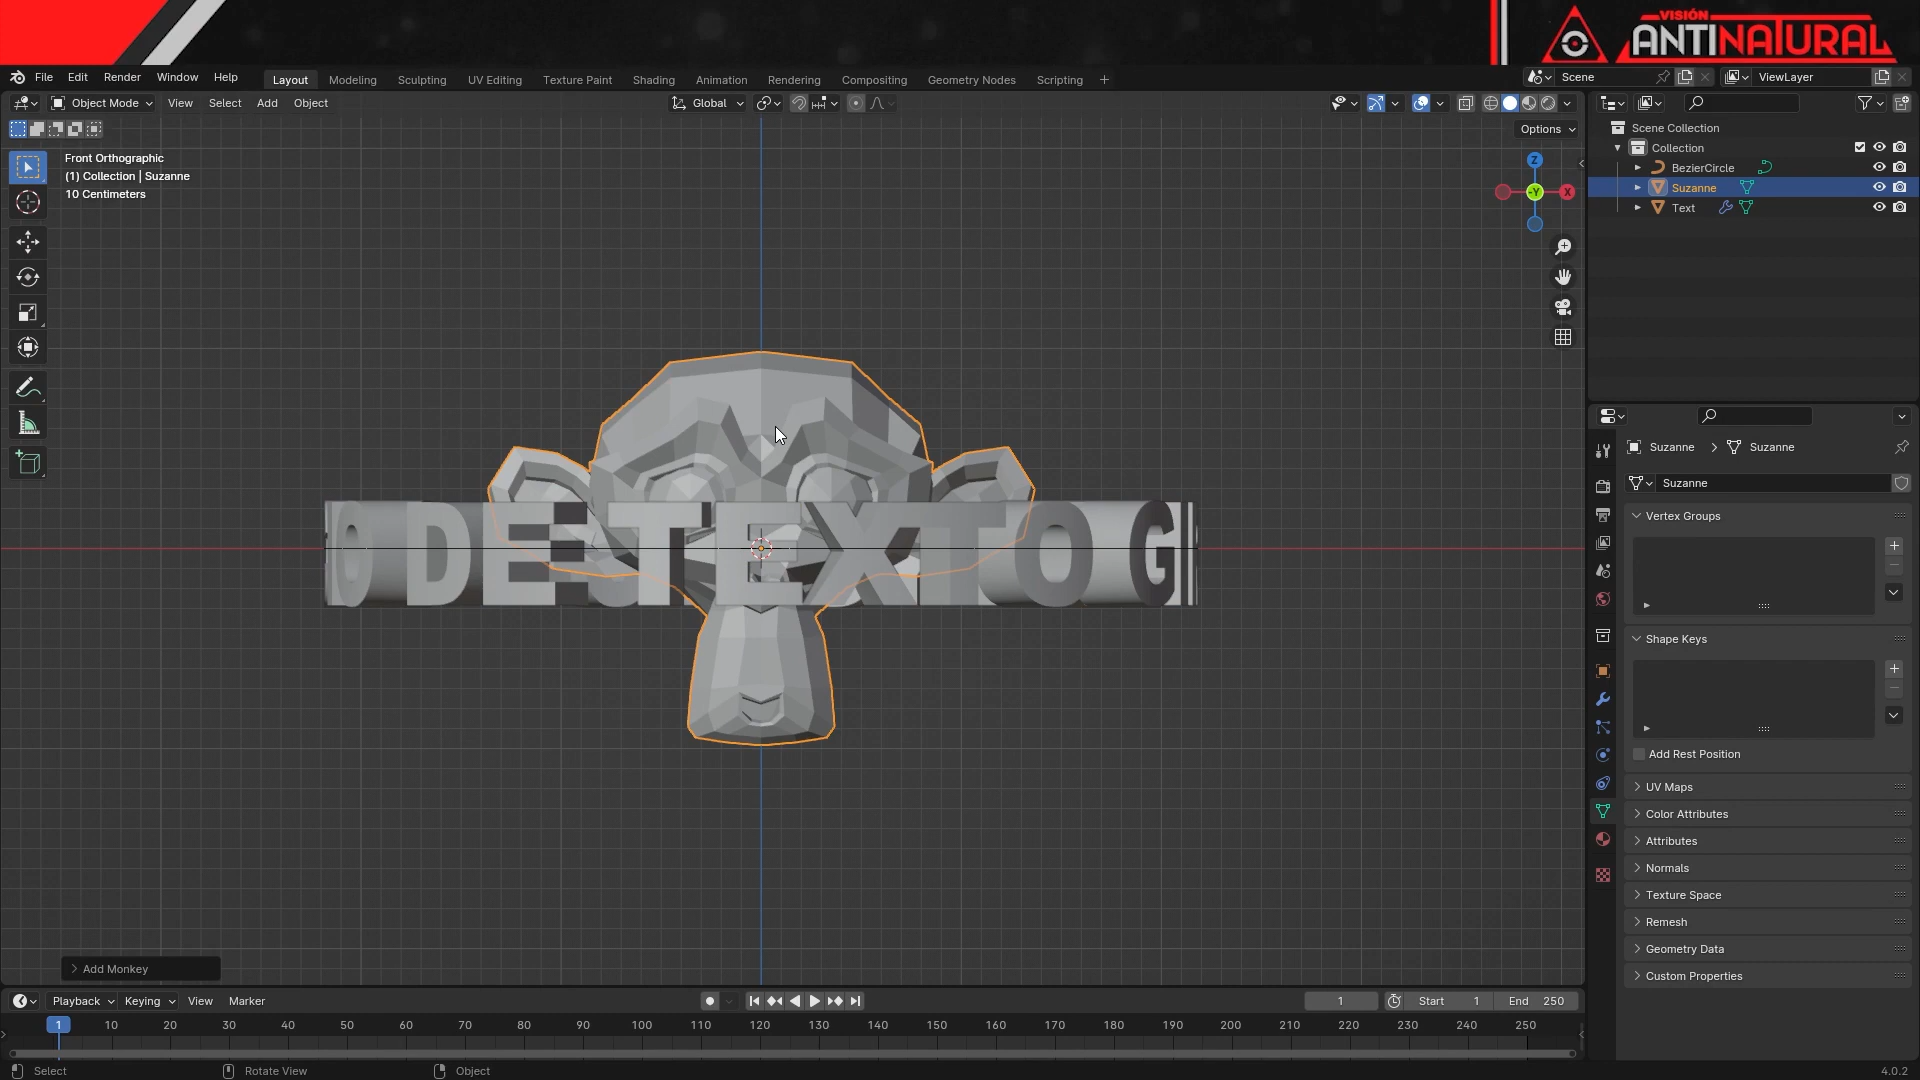 VISIÓN
ANTINATURAL
File Edit Render Window Help
Layout Modeling Sculpting UV Editing Texture Paint Shading Animation Rendering Compositing Geometry Nodes Scripting +
Scene
ViewLayer
Object Mode View Select Add Object
Global
Options
Front Orthographic
(1) Collection | Suzanne
10 Centimeters
Z
-Y
X
Scene Collection
Collection
BezierCircle
Suzanne
Text
O DE TEXTO GI
Suzanne > Suzanne
Suzanne
Vertex Groups
Shape Keys
Add Rest Position
UV Maps
Color Attributes
Attributes
Normals
Texture Space
Remesh
Geometry Data
Custom Properties
Add Monkey
Playback Keying View Marker
1
Start 1
End 250
1 10 20 30 40 50 60 70 80 90 100 110 120 130 140 150 160 170 180 190 200 210 220 230 240 250
Select
Rotate View
Object
4.0.2